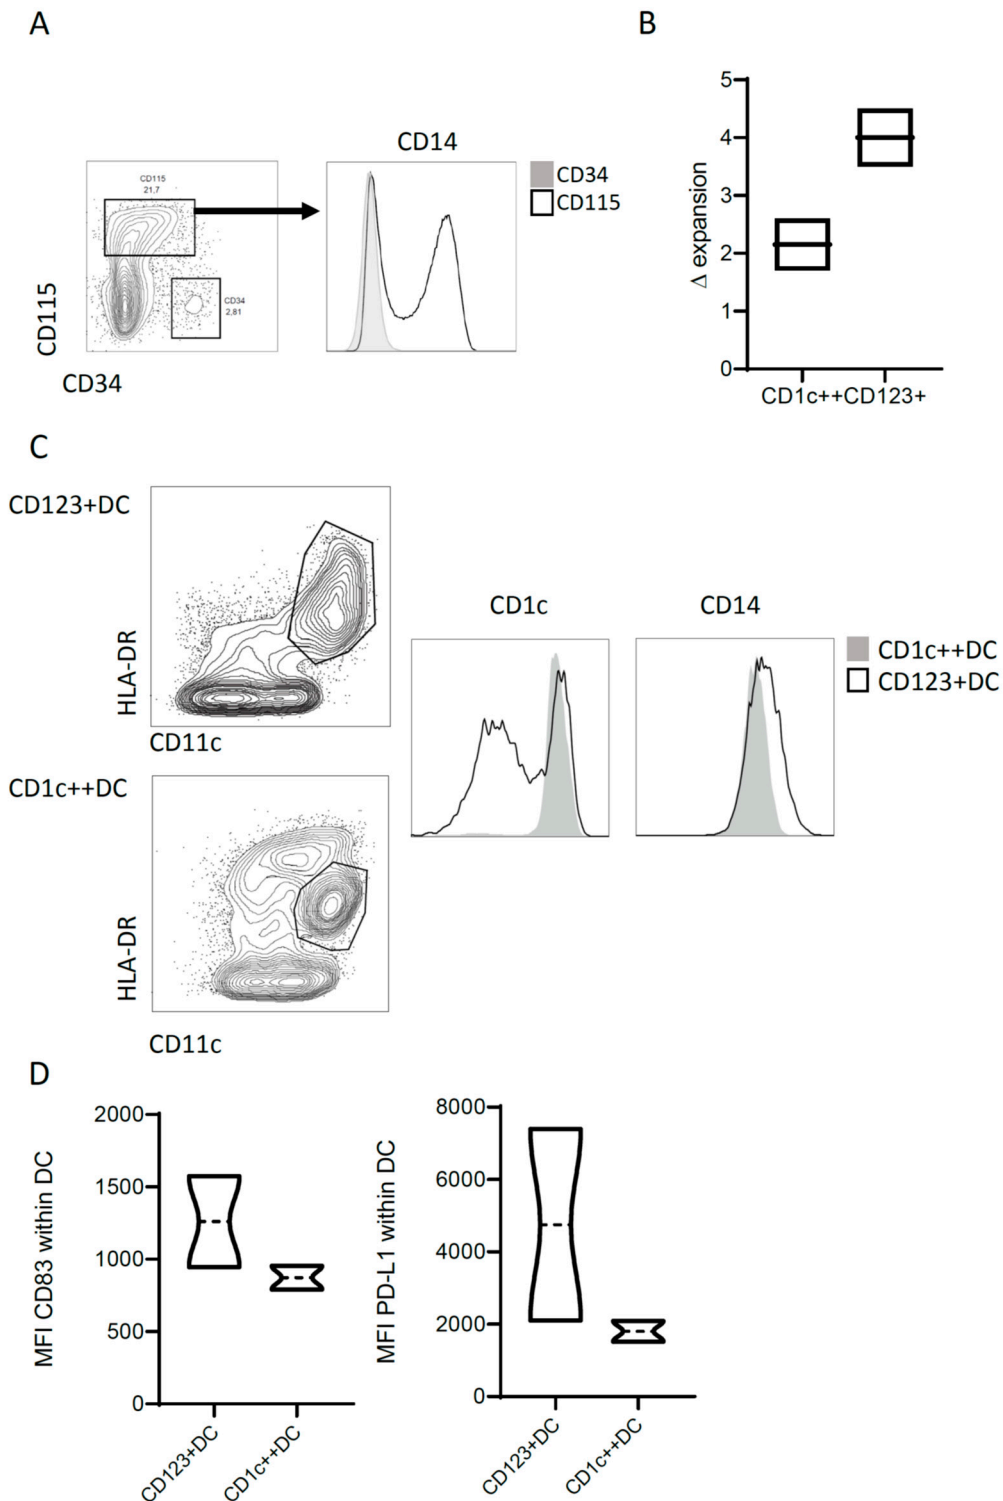 A
CD14
CD115
21,7
CD34
2,81
CD115
CD34
CD34
CD115
B
5
4
3
2
1
0
Δ expansion
CD1c++CD123+
C
CD123+DC
HLA-DR
CD11c
CD1c++DC
HLA-DR
CD11c
CD1c
CD14
CD1c++DC
CD123+DC
D
2000
1500
1000
500
0
MFI CD83 within DC
CD123+DC
CD1c++DC
8000
6000
4000
2000
0
MFI PD-L1 within DC
CD123+DC
CD1c++DC